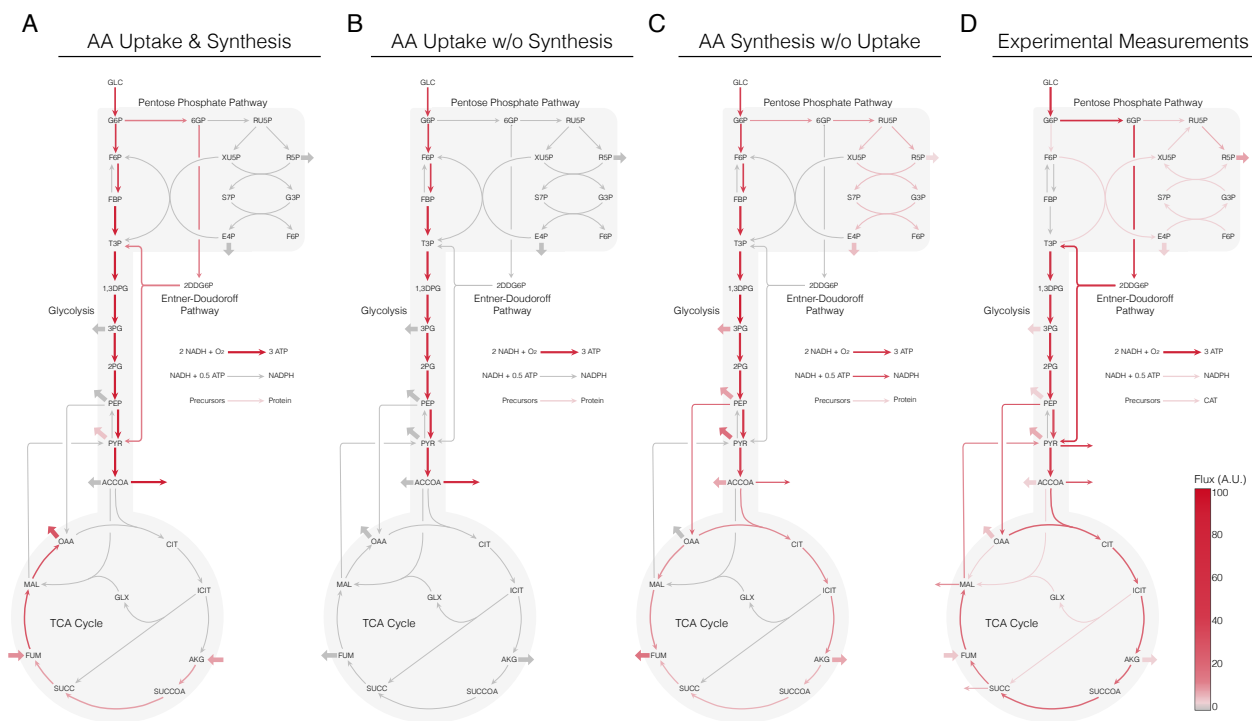 A
AA Uptake & Synthesis
GLC
Pentose Phosphate Pathway
G6P
6GP
RU5P
F6P
XU5P
R5P
FBP
S7P
G3P
T3P
E4P
F6P
1,3DPG
2DDG6P
Entner-Doudoroff
Pathway
Glycolysis
3PG
2 NADH + O₂
3 ATP
2PG
NADH + 0.5 ATP
NADPH
PEP
Precursors
Protein
PYR
ACCOA
OAA
CIT
MAL
GLX
ICIT
TCA Cycle
FUM
AKG
SUCC
SUCCOA
B
AA Uptake w/o Synthesis
GLC
Pentose Phosphate Pathway
G6P
6GP
RU5P
F6P
XU5P
R5P
FBP
S7P
G3P
T3P
E4P
F6P
1,3DPG
2DDG6P
Entner-Doudoroff
Pathway
Glycolysis
3PG
2 NADH + O₂
3 ATP
2PG
NADH + 0.5 ATP
NADPH
PEP
Precursors
Protein
PYR
ACCOA
OAA
CIT
MAL
GLX
ICIT
TCA Cycle
FUM
AKG
SUCC
SUCCOA
C
AA Synthesis w/o Uptake
GLC
Pentose Phosphate Pathway
G6P
6GP
RU5P
F6P
XU5P
R5P
FBP
S7P
G3P
T3P
E4P
F6P
1,3DPG
2DDG6P
Entner-Doudoroff
Pathway
Glycolysis
3PG
2 NADH + O₂
3 ATP
2PG
NADH + 0.5 ATP
NADPH
PEP
Precursors
Protein
PYR
ACCOA
OAA
CIT
MAL
GLX
ICIT
TCA Cycle
FUM
AKG
SUCC
SUCCOA
D
Experimental Measurements
GLC
Pentose Phosphate Pathway
G6P
6GP
RU5P
F6P
XU5P
R5P
FBP
S7P
G3P
T3P
E4P
F6P
1,3DPG
2DDG6P
Entner-Doudoroff
Pathway
Glycolysis
3PG
2 NADH + O₂
3 ATP
2PG
NADH + 0.5 ATP
NADPH
PEP
Precursors
CAT
PYR
ACCOA
OAA
CIT
MAL
GLX
ICIT
TCA Cycle
FUM
AKG
SUCC
SUCCOA
Flux (A.U.)
100
80
60
40
20
0